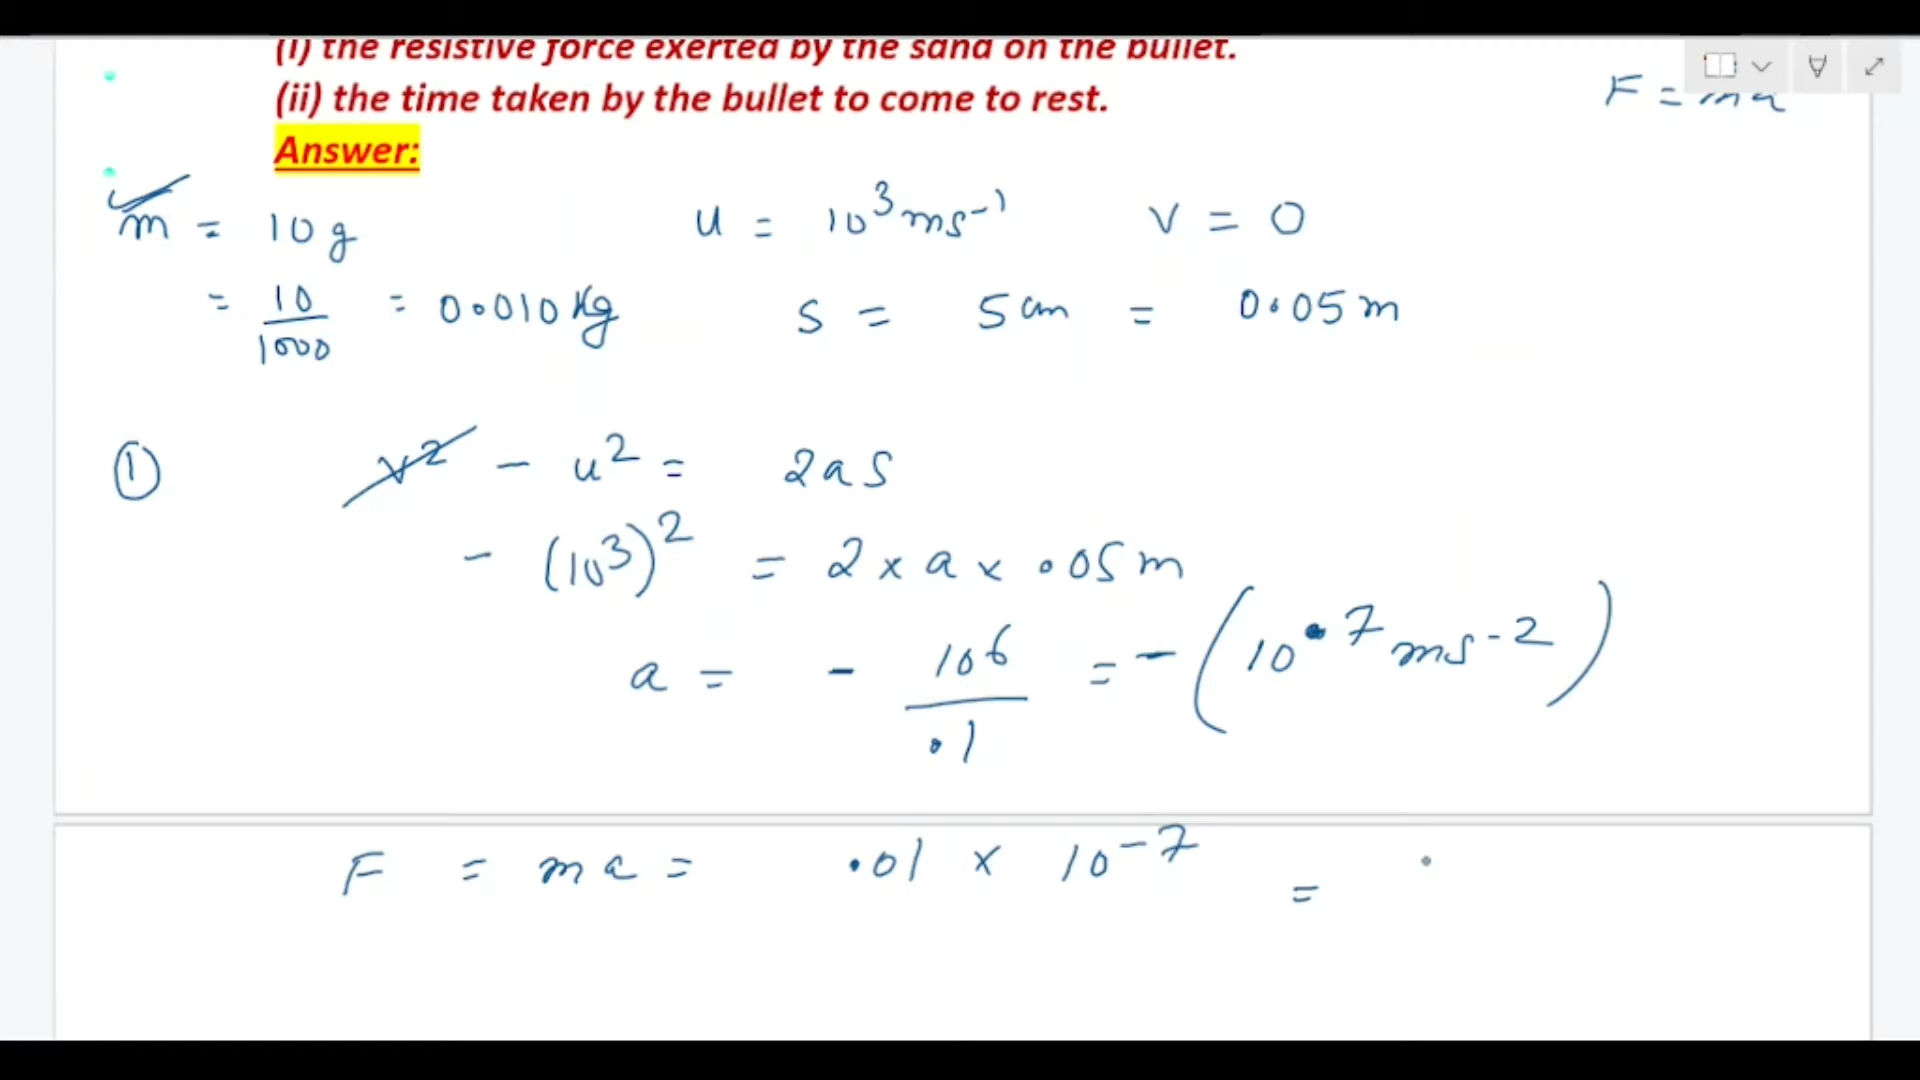 (i) the resistive force exerted by the sand on the bullet.
(ii) the time taken by the bullet to come to rest.
F = ma
Answer:
m = 10g u = 10³ ms⁻¹ v = 0
= 10/1000 = 0.010 Kg S = 5 cm = 0.05 m
① v² - u² = 2aS
- (10³)² = 2 x a x .05 m
a = - 10⁶/.1 = - (10 7 ms⁻²)
F = ma = .01 x 10⁻⁷ =